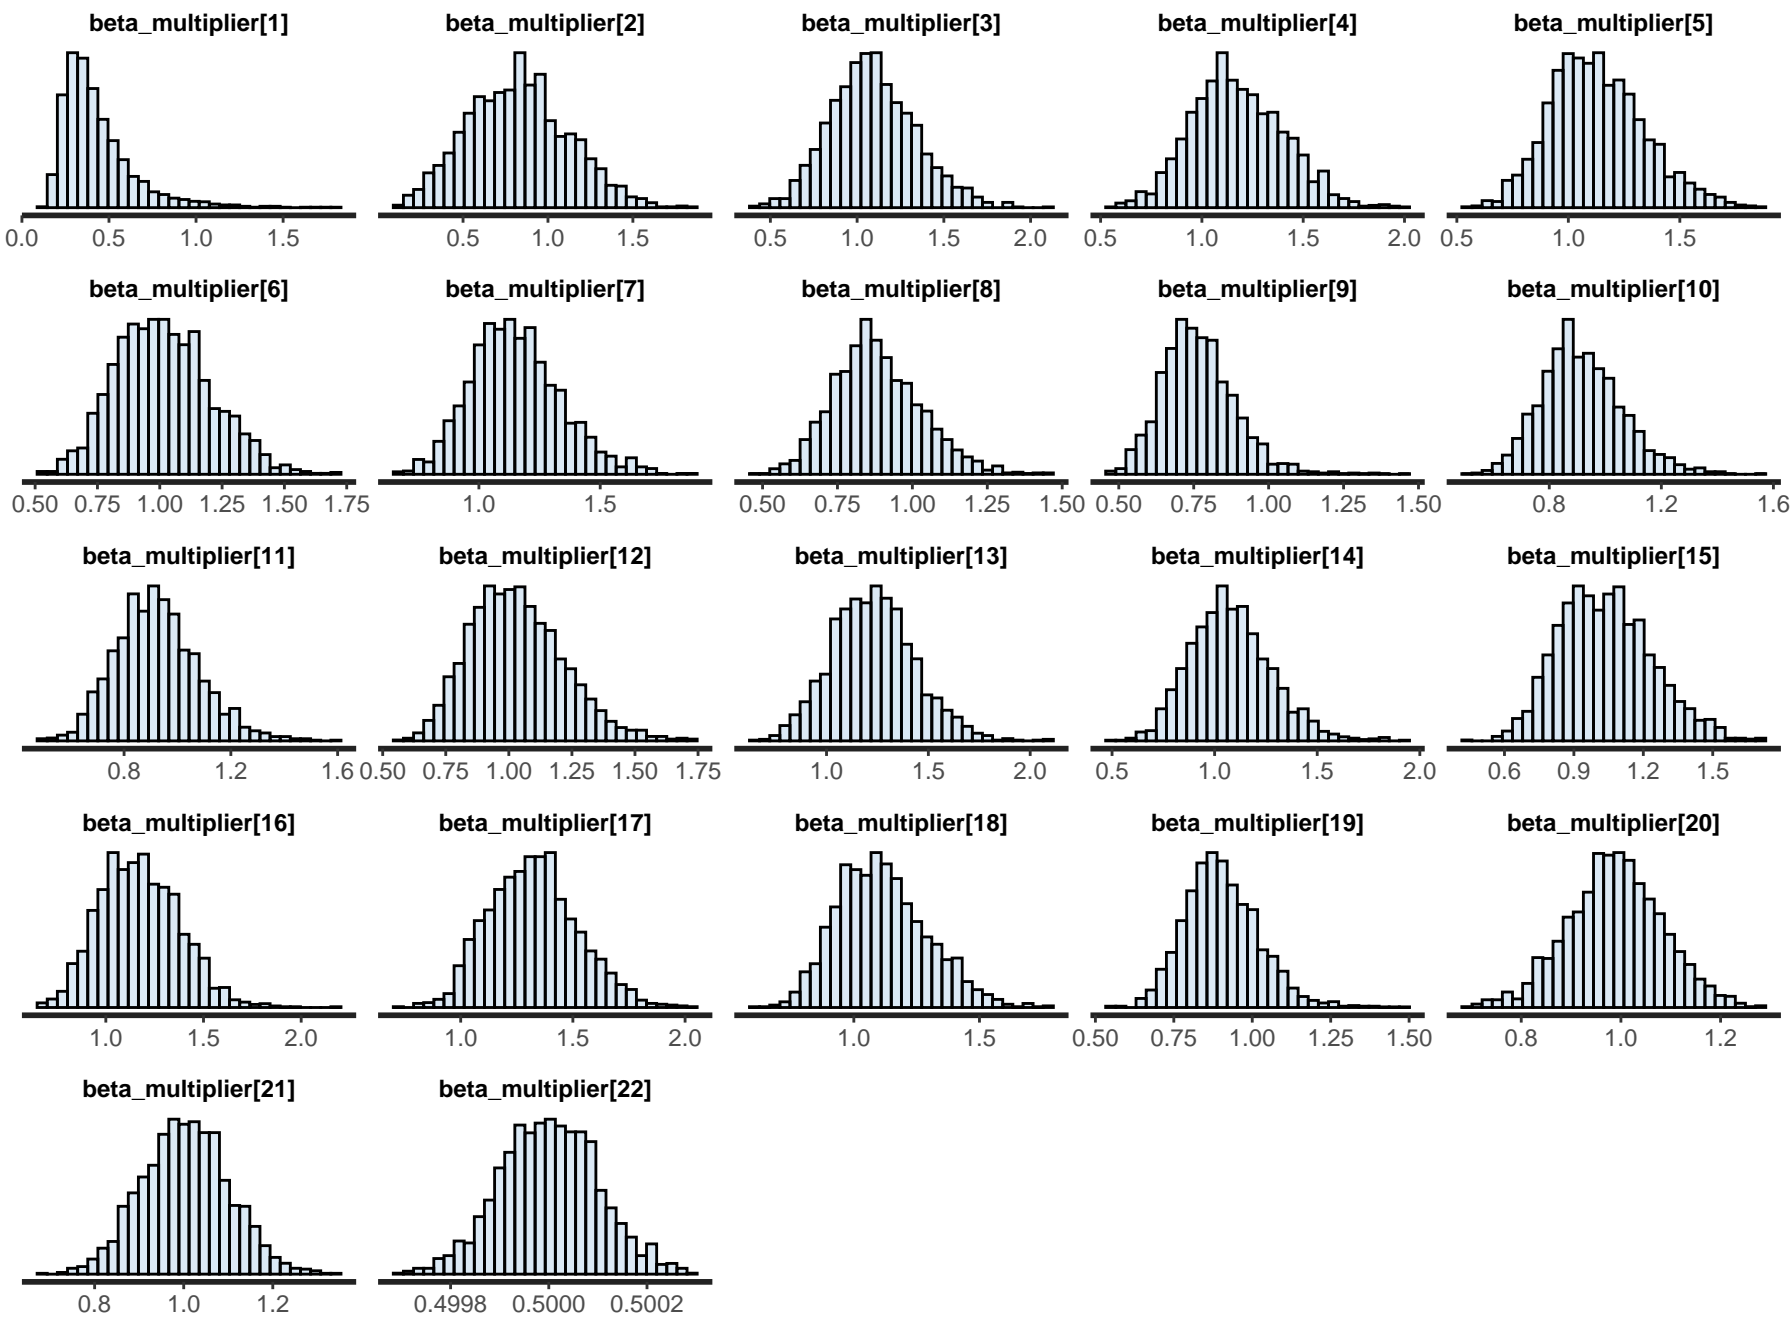 beta_multiplier[1] beta_multiplier[2] beta_multiplier[3] beta_multiplier[4] beta_multiplier[5]
0.0 0.5 1.0 1.5 0.5 1.0 1.5 0.5 1.0 1.5 2.0 0.5 1.0 1.5 2.0 0.5 1.0 1.5
beta_multiplier[6] beta_multiplier[7] beta_multiplier[8] beta_multiplier[9] beta_multiplier[10]
0.50 0.75 1.00 1.25 1.50 1.75 1.0 1.5 0.50 0.75 1.00 1.25 1.50 0.50 0.75 1.00 1.25 1.50 0.8 1.2 1.6
beta_multiplier[11] beta_multiplier[12] beta_multiplier[13] beta_multiplier[14] beta_multiplier[15]
0.8 1.2 1.6 0.50 0.75 1.00 1.25 1.50 1.75 1.0 1.5 2.0 0.5 1.0 1.5 2.0 0.6 0.9 1.2 1.5
beta_multiplier[16] beta_multiplier[17] beta_multiplier[18] beta_multiplier[19] beta_multiplier[20]
1.0 1.5 2.0 1.0 1.5 2.0 1.0 1.5 0.50 0.75 1.00 1.25 1.50 0.8 1.0 1.2
beta_multiplier[21] beta_multiplier[22]
0.8 1.0 1.2 0.4998 0.5000 0.5002